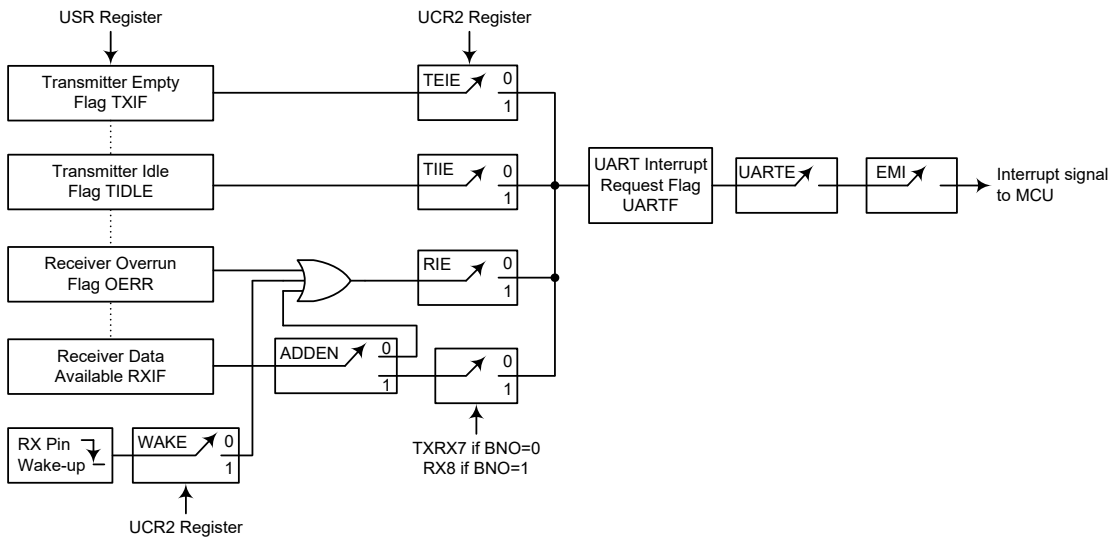 USR Register
UCR2 Register
Transmitter Empty
Flag TXIF
TEIE
0
1
Transmitter Idle
Flag TIDLE
TIIE
0
1
UART Interrupt
Request Flag
UARTF
UARTE
EMI
Interrupt signal
to MCU
Receiver Overrun
Flag OERR
RIE
0
1
Receiver Data
Available RXIF
ADDEN
0
1
0
1
RX Pin
Wake-up
WAKE
0
1
TXRX7 if BNO=0
RX8 if BNO=1
UCR2 Register